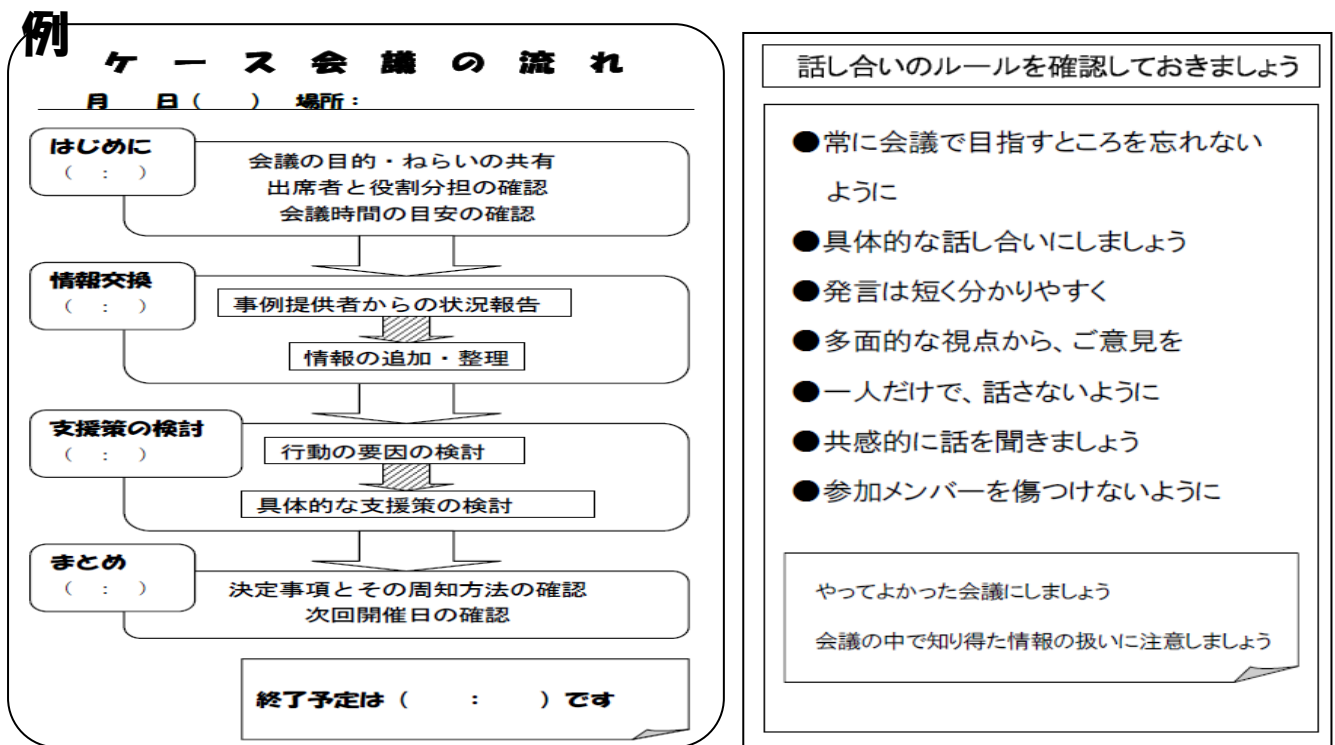 例
ケース会議の流れ
月 日( ) 場所:
はじめに
( : )
会議の目的・ねらいの共有
出席者と役割分担の確認
会議時間の目安の確認
情報交換
( : )
事例提供者からの状況報告
情報の追加・整理
支援策の検討
( : )
行動の要因の検討
具体的な支援策の検討
まとめ
( : )
決定事項とその周知方法の確認
次回開催日の確認
終了予定は( : )です
話し合いのルールを確認しておきましょう
●常に会議で目指すところを忘れない
ように
●具体的な話し合いにしましょう
●発言は短く分かりやすく
●多面的な視点から、ご意見を
●一人だけで、話さないように
●共感的に話を聞きましょう
●参加メンバーを傷つけないように
やってよかった会議にしましょう
会議の中で知り得た情報の扱いに注意しましょう